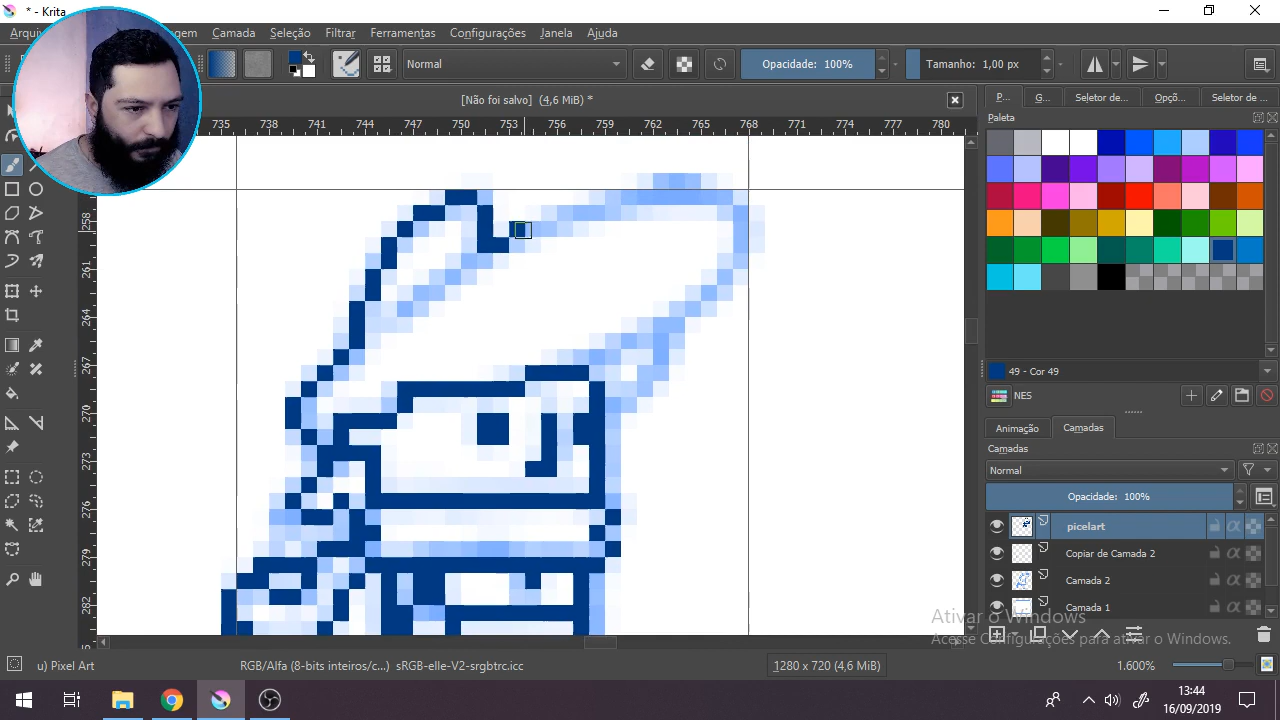 * - Krita
Arqui
gem
Camada
Seleção
Filtrar
Ferramentas
Configurações
Janela
Ajuda
Normal
Opacidade: 100%
Tamanho: 1,00 px
[Não foi salvo] (4,6 MiB) *
P...
G...
Seletor de...
Opçõ...
Seletor de ...
735 738 741 744 747 750 753 756 759 762 765 768 771 774 777 780
Paleta
258
261
264
267
270
273
276
279
282
49 - Cor 49
NES
Animação
Camadas
Camadas
Normal
Opacidade: 100%
picelart
Copiar de Camada 2
Camada 2
Camada 1
Ativar o Windows
Acesse Configurações para ativar o Windows.
u) Pixel Art
RGB/Alfa (8-bits inteiros/c...) sRGB-elle-V2-srgbtrc.icc
1280 x 720 (4,6 MiB)
1.600%
13:44
16/09/2019